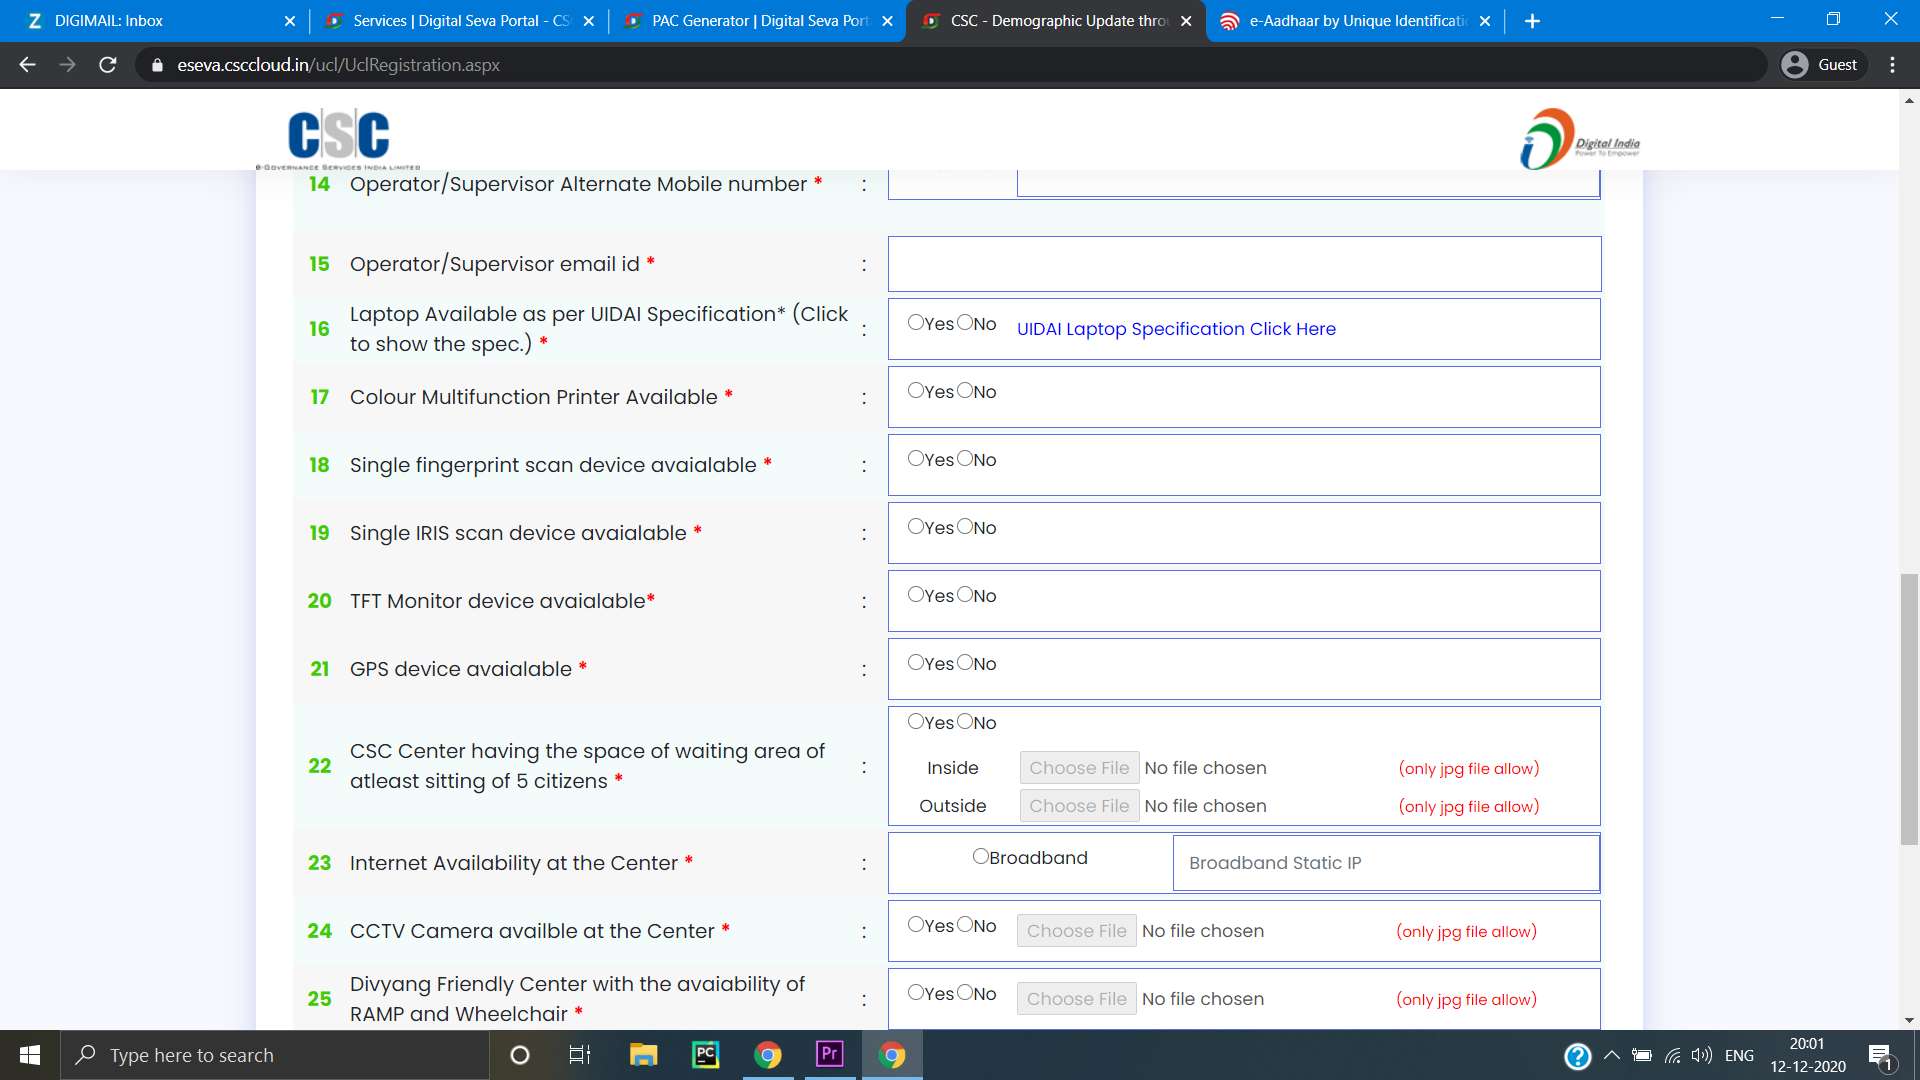 DIGIMAIL: Inbox
Services | Digital Seva Portal - CS
PAC Generator | Digital Seva Port
CSC - Demographic Update thro
e-Aadhaar by Unique Identificati
eseva.csccloud.in/ucl/UclRegistration.aspx
Guest
CSC
e-Governance Services India Limited
Digital India
Power To Empower
14 Operator/Supervisor Alternate Mobile number * :
15 Operator/Supervisor email id * :
16 Laptop Available as per UIDAI Specification* (Click to show the spec.) * : Yes No UIDAI Laptop Specification Click Here
17 Colour Multifunction Printer Available * : Yes No
18 Single fingerprint scan device avaialable * : Yes No
19 Single IRIS scan device avaialable * : Yes No
20 TFT Monitor device avaialable* : Yes No
21 GPS device avaialable * : Yes No
22 CSC Center having the space of waiting area of atleast sitting of 5 citizens * : Yes No
Inside Choose File No file chosen (only jpg file allow)
Outside Choose File No file chosen (only jpg file allow)
23 Internet Availability at the Center * : Broadband Broadband Static IP
24 CCTV Camera availble at the Center * : Yes No Choose File No file chosen (only jpg file allow)
25 Divyang Friendly Center with the avaiability of RAMP and Wheelchair * : Yes No Choose File No file chosen (only jpg file allow)
Type here to search
PC
Pr
ENG
20:01
12-12-2020
1